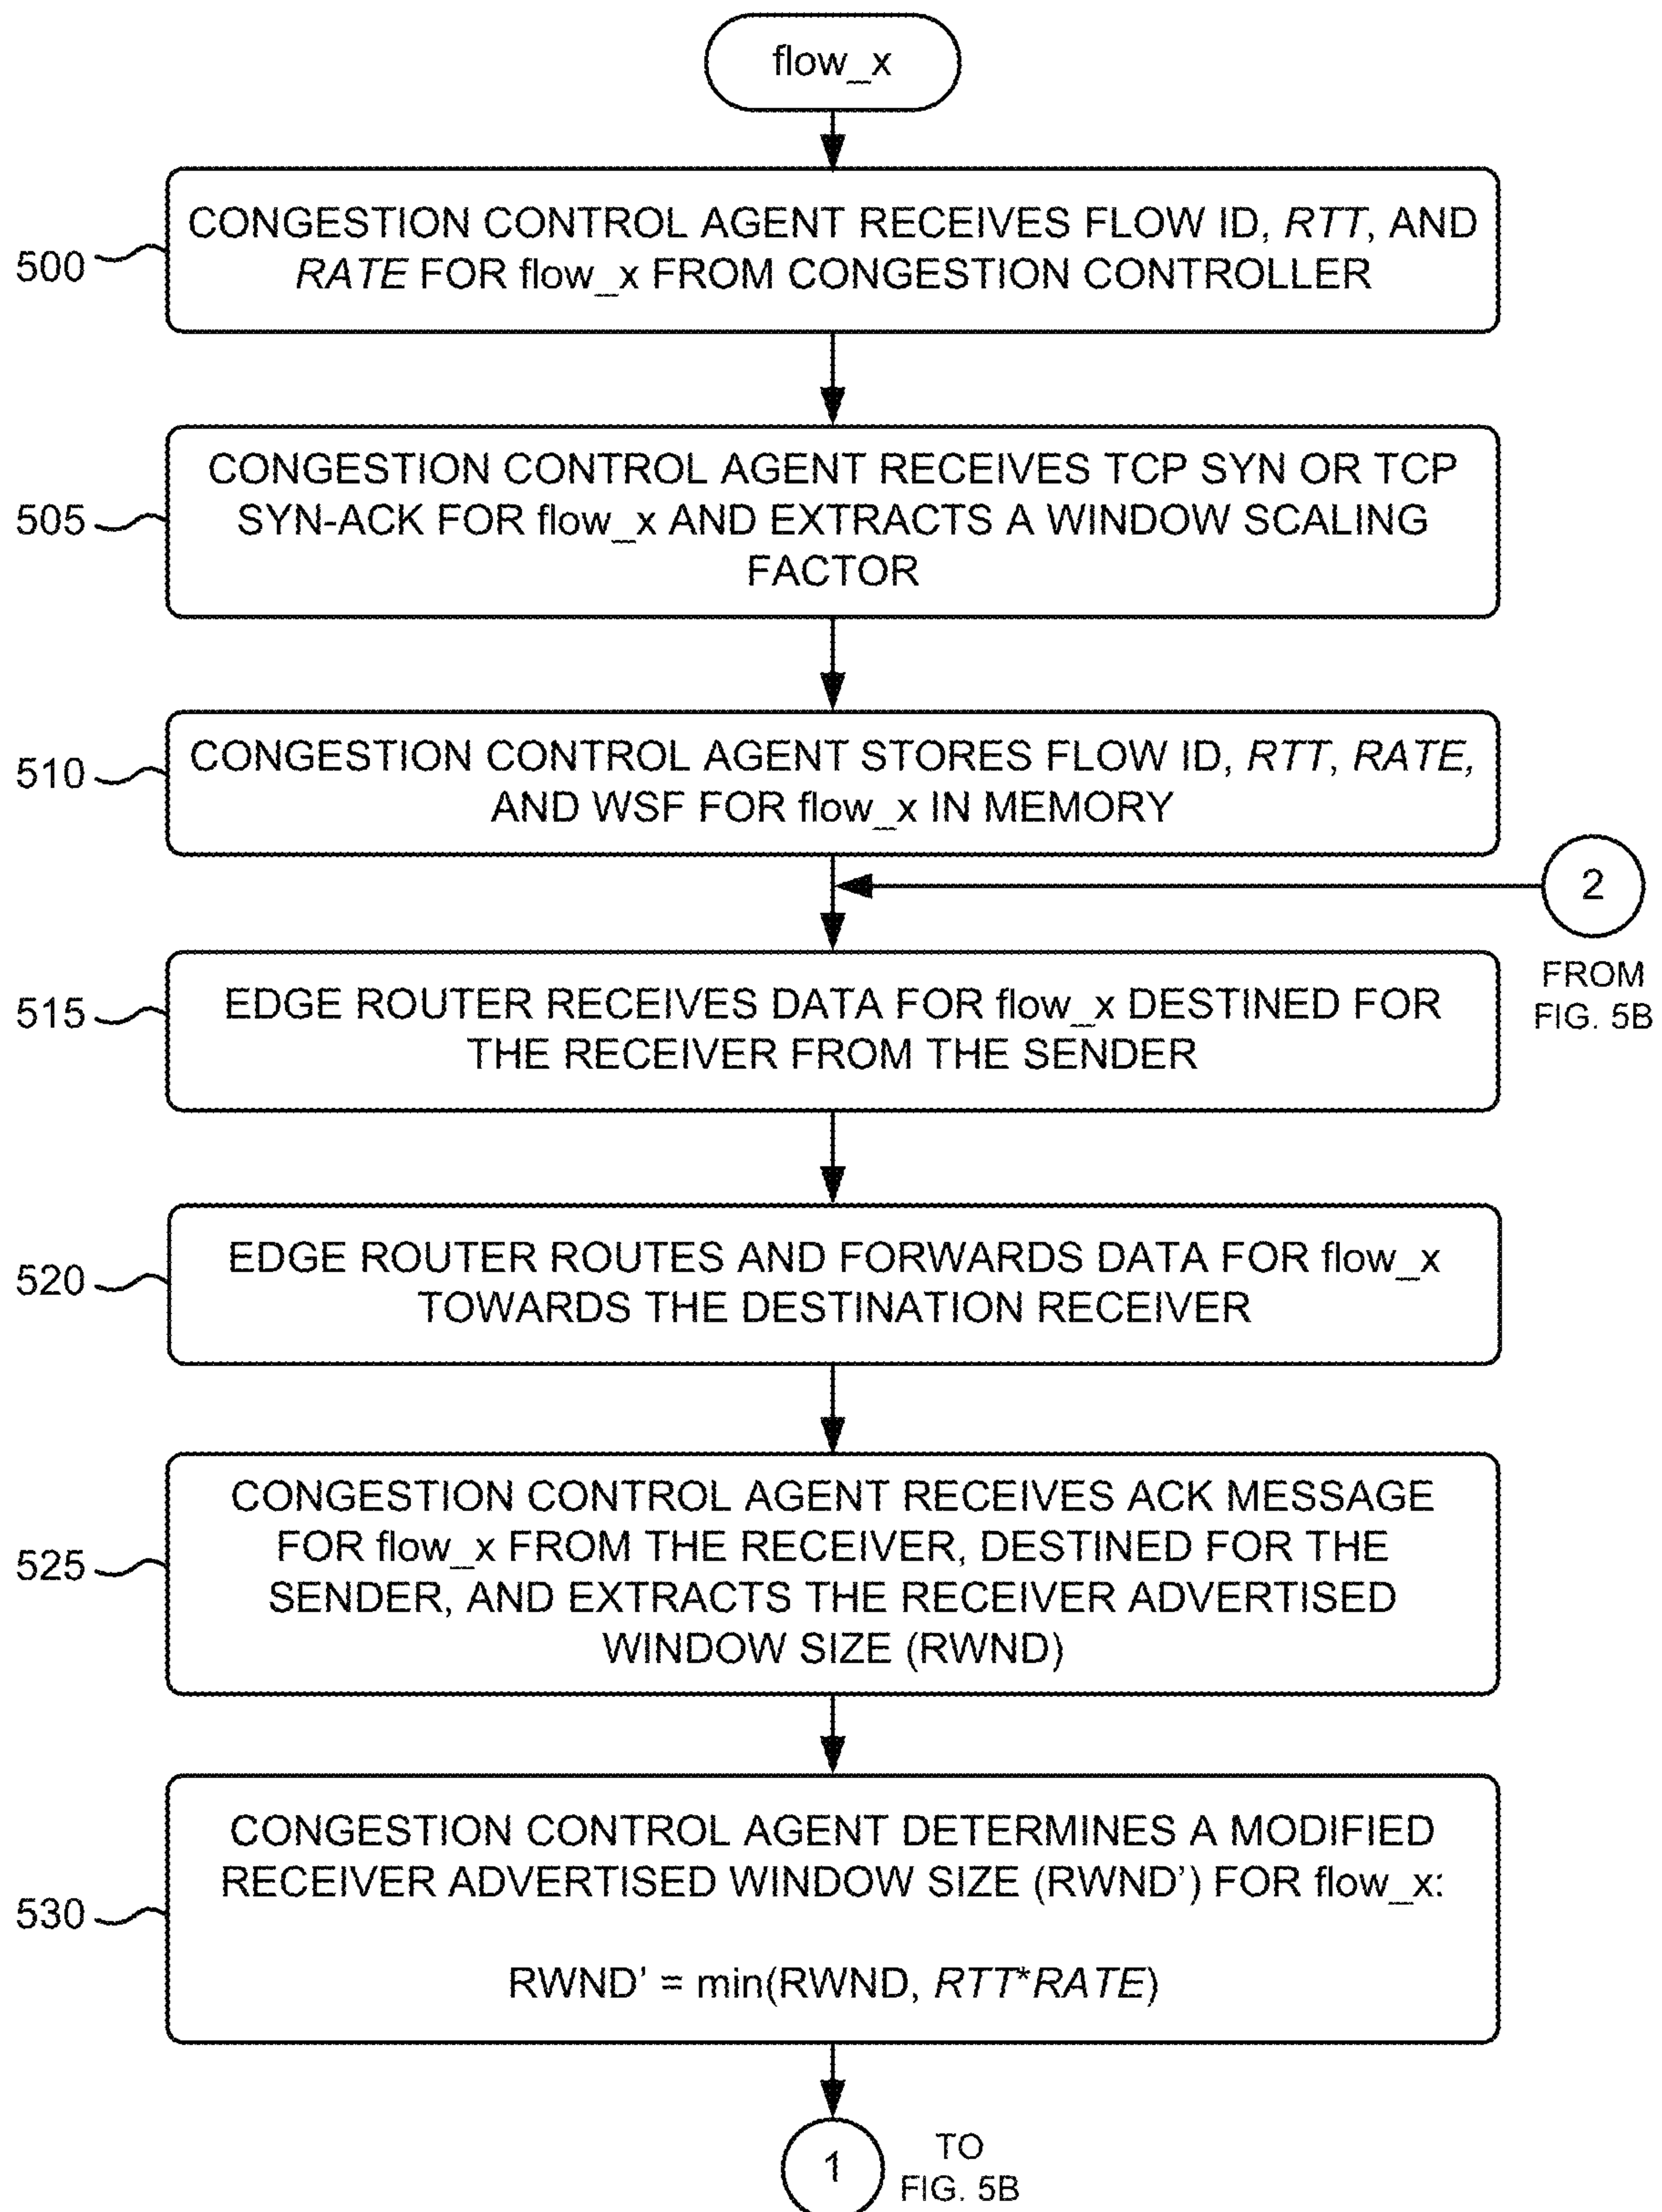 flow_x
500
CONGESTION CONTROL AGENT RECEIVES FLOW ID, RTT, AND
RATE FOR flow_x FROM CONGESTION CONTROLLER
505
CONGESTION CONTROL AGENT RECEIVES TCP SYN OR TCP
SYN-ACK FOR flow_x AND EXTRACTS A WINDOW SCALING
FACTOR
510
CONGESTION CONTROL AGENT STORES FLOW ID, RTT, RATE,
AND WSF FOR flow_x IN MEMORY
2
FROM
FIG. 5B
515
EDGE ROUTER RECEIVES DATA FOR flow_x DESTINED FOR
THE RECEIVER FROM THE SENDER
520
EDGE ROUTER ROUTES AND FORWARDS DATA FOR flow_x
TOWARDS THE DESTINATION RECEIVER
525
CONGESTION CONTROL AGENT RECEIVES ACK MESSAGE
FOR flow_x FROM THE RECEIVER, DESTINED FOR THE
SENDER, AND EXTRACTS THE RECEIVER ADVERTISED
WINDOW SIZE (RWND)
530
CONGESTION CONTROL AGENT DETERMINES A MODIFIED
RECEIVER ADVERTISED WINDOW SIZE (RWND’) FOR flow_x:
RWND’ = min(RWND, RTT*RATE)
1
TO
FIG. 5B